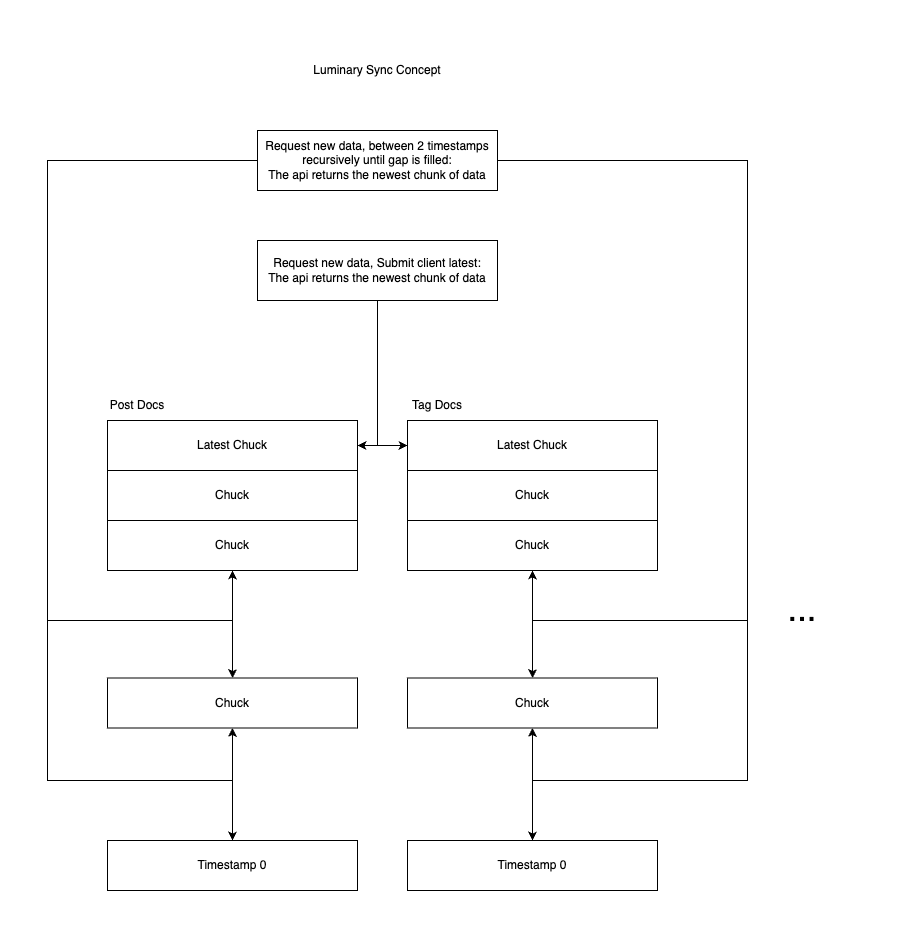 Luminary Sync Concept
Request new data, between 2 timestamps
recursively until gap is filled:
The api returns the newest chunk of data
Request new data, Submit client latest:
The api returns the newest chunk of data
Post Docs
Tag Docs
Latest Chuck
Latest Chuck
Chuck
Chuck
Chuck
Chuck
...
Chuck
Chuck
Timestamp 0
Timestamp 0